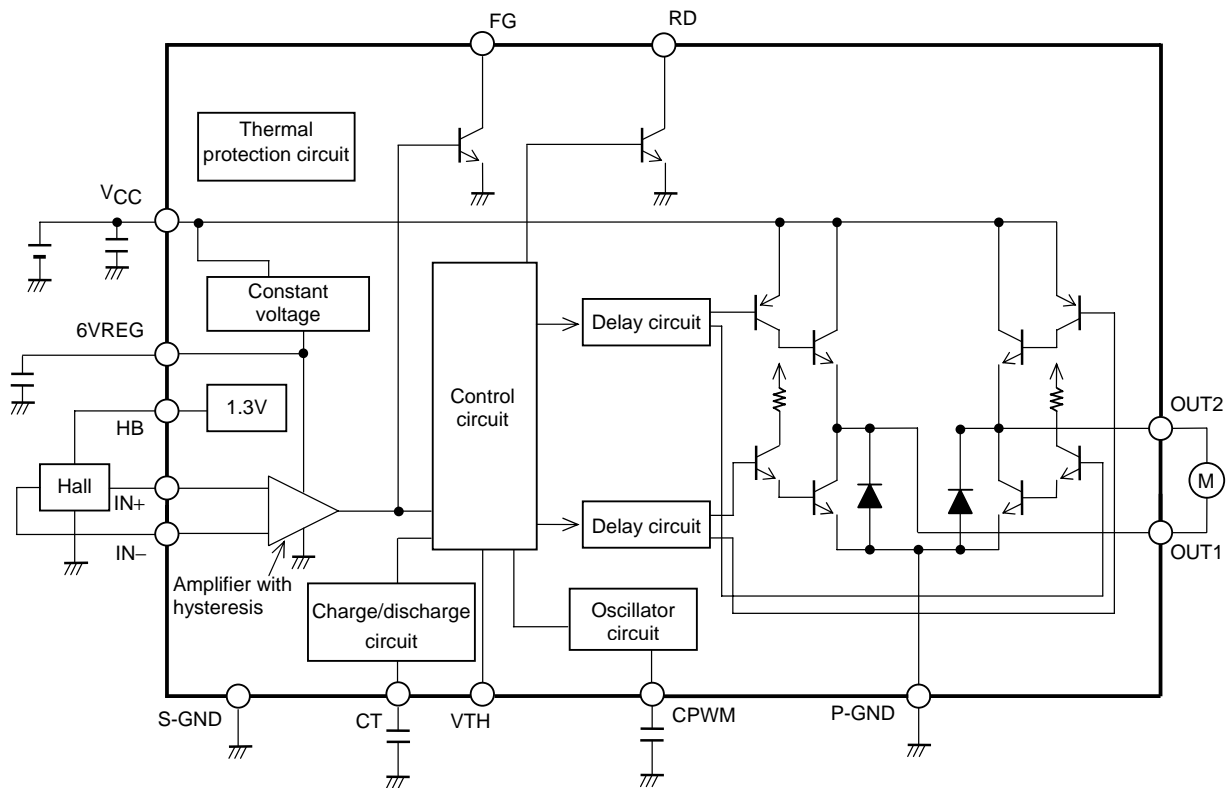 FG
RD
Thermal
protection circuit
VCC
Constant
voltage
6VREG
Delay circuit
1.3V
HB
Control
circuit
OUT2
Hall
IN+
M
IN–
Delay circuit
OUT1
Amplifier with
hysteresis
Charge/discharge
circuit
Oscillator
circuit
S-GND
CT
VTH
CPWM
P-GND